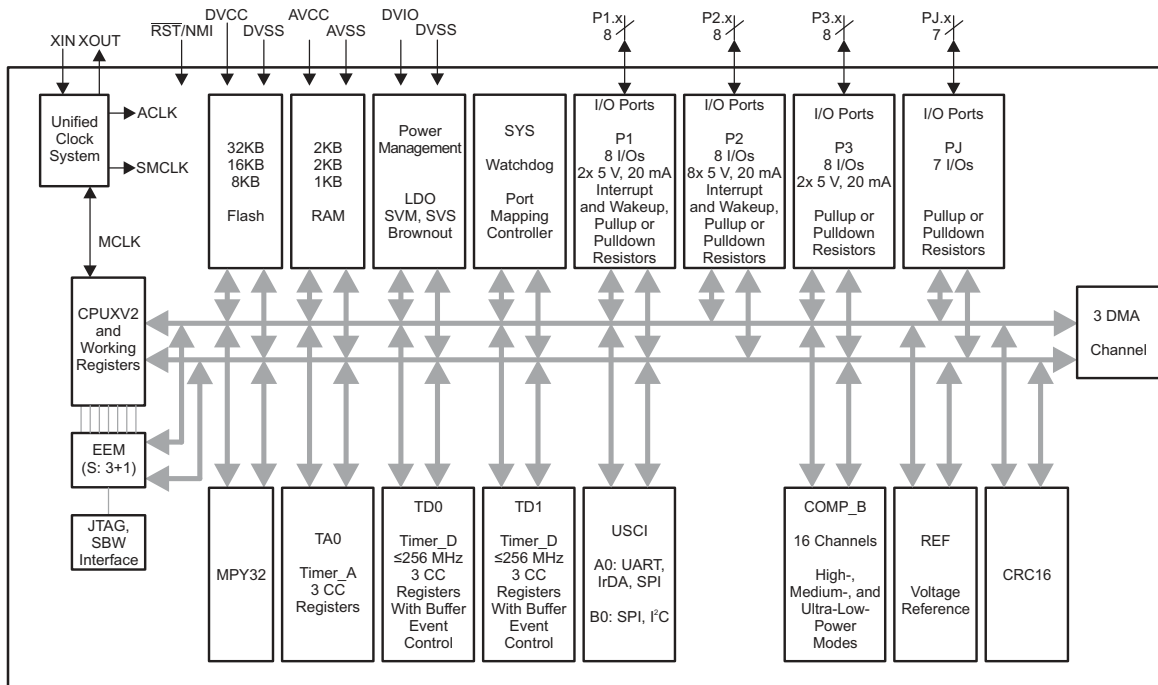 XIN XOUT
RST/NMI
DVCC
DVSS
AVCC
AVSS
DVIO
DVSS
P1.x
8
P2.x
8
P3.x
8
PJ.x
7
Unified
Clock
System
ACLK
SMCLK
MCLK
32KB
16KB
8KB
Flash
2KB
2KB
1KB
RAM
Power
Management
LDO
SVM, SVS
Brownout
SYS
Watchdog
Port
Mapping
Controller
I/O Ports
P1
8 I/Os
2x 5 V, 20 mA
Interrupt
and Wakeup,
Pullup or
Pulldown
Resistors
I/O Ports
P2
8 I/Os
8x 5 V, 20 mA
Interrupt
and Wakeup,
Pullup or
Pulldown
Resistors
I/O Ports
P3
8 I/Os
2x 5 V, 20 mA
Pullup or
Pulldown
Resistors
I/O Ports
PJ
7 I/Os
Pullup or
Pulldown
Resistors
CPUXV2
and
Working
Registers
3 DMA
Channel
EEM
(S: 3+1)
JTAG,
SBW
Interface
MPY32
TA0
Timer_A
3 CC
Registers
TD0
Timer_D
≤256 MHz
3 CC
Registers
With Buffer
Event
Control
TD1
Timer_D
≤256 MHz
3 CC
Registers
With Buffer
Event
Control
USCI
A0: UART,
IrDA, SPI
B0: SPI, I²C
COMP_B
16 Channels
High-,
Medium-, and
Ultra-Low-
Power
Modes
REF
Voltage
Reference
CRC16